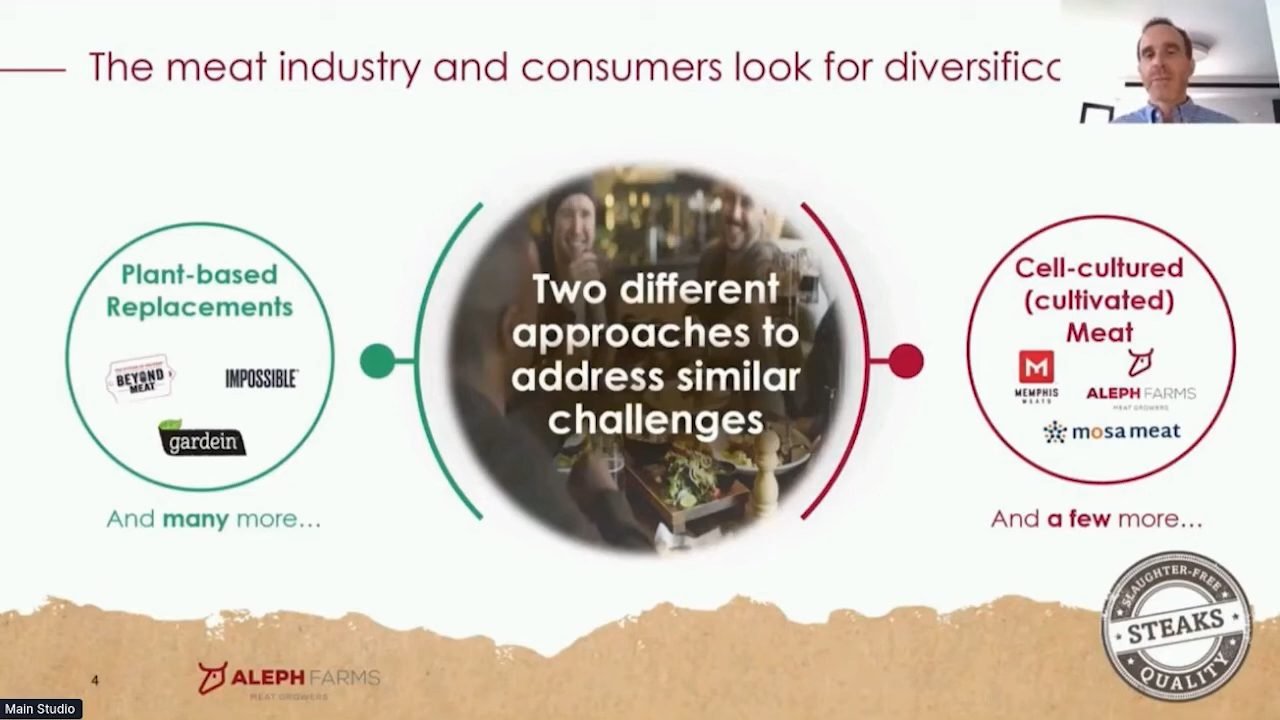 The meat industry and consumers look for diversific
Plant-based
Replacements
BEYOND
MEAT
IMPOSSIBLE
gardein
And many more...
Two different
approaches to
address similar
challenges
Cell-cultured
(cultivated)
Meat
M
MEMPHIS
MEATS
ALEPH FARMS
MEAT GROWERS
mosa meat
And a few more...
SLAUGHTER-FREE
STEAKS
QUALITY
4
ALEPH FARMS
MEAT GROWERS
Main Studio